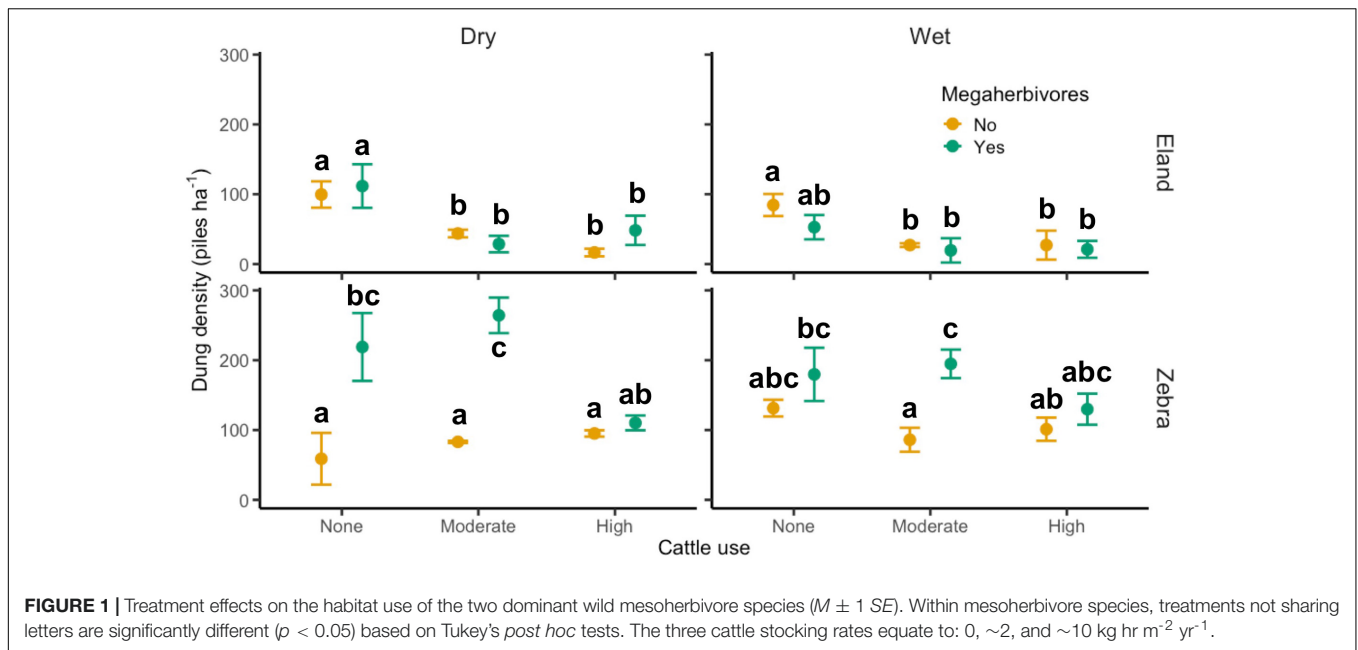 Dry
Wet
300
200
100
0
a
a
b
b
b
b
Megaherbivores
No
Yes
a
ab
b
b
b
b
Eland
Dung density (piles ha-1)
300
200
100
0
a
bc
a
c
a
ab
abc
bc
a
c
ab
abc
Zebra
None
Moderate
High
None
Moderate
High
Cattle use
FIGURE 1 | Treatment effects on the habitat use of the two dominant wild mesoherbivore species (M ± 1 SE). Within mesoherbivore species, treatments not sharing
letters are significantly different (p < 0.05) based on Tukey's post hoc tests. The three cattle stocking rates equate to: 0, ~2, and ~10 kg hr m-2 yr-1.